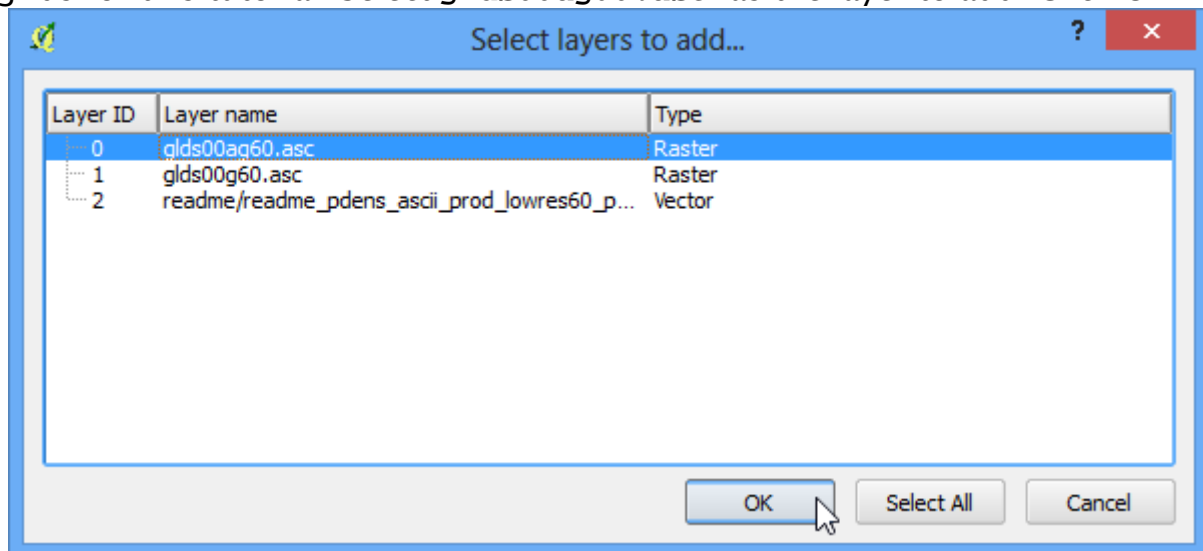 Select layers to add...
?
×
Layer ID Layer name Type
0 glds00ag60.asc Raster
1 glds00g60.asc Raster
2 readme/readme_pdens_ascii_prod_lowres60_p... Vector
OK Select All Cancel